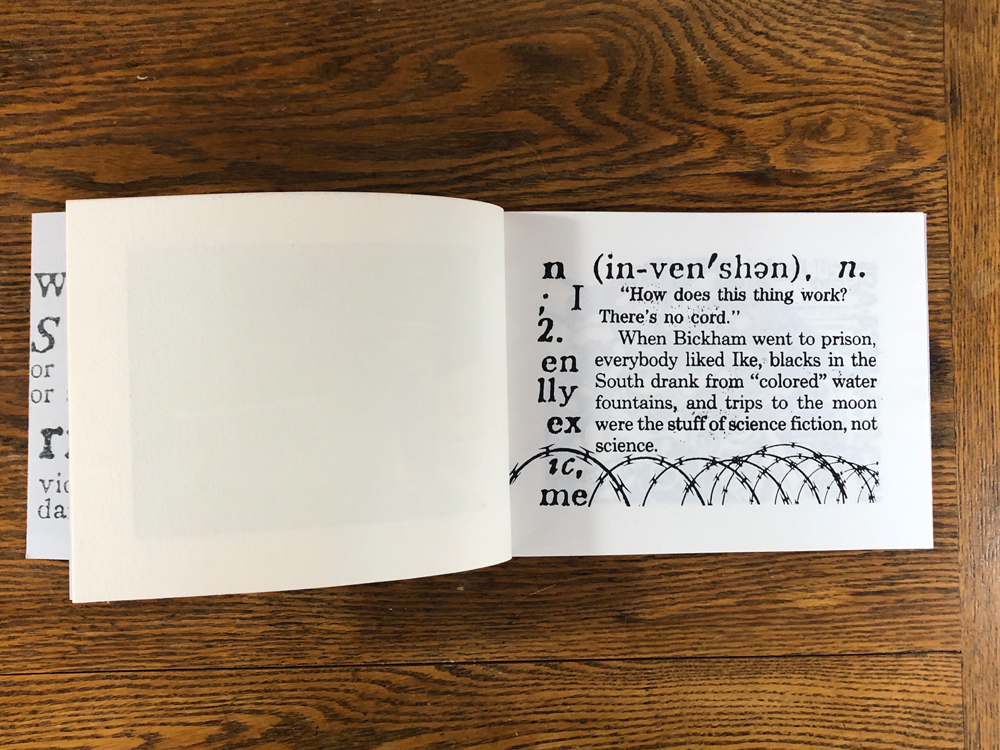 w
S
or
or
r
vic
da
n (in-ven′shən), n.
; I
"How does this thing work?
There's no cord."
2.
When Bickham went to prison,
en
everybody liked Ike, blacks in the
lly
South drank from "colored" water
fountains, and trips to the moon
ex
were the stuff of science fiction, not
science.
ic,
me